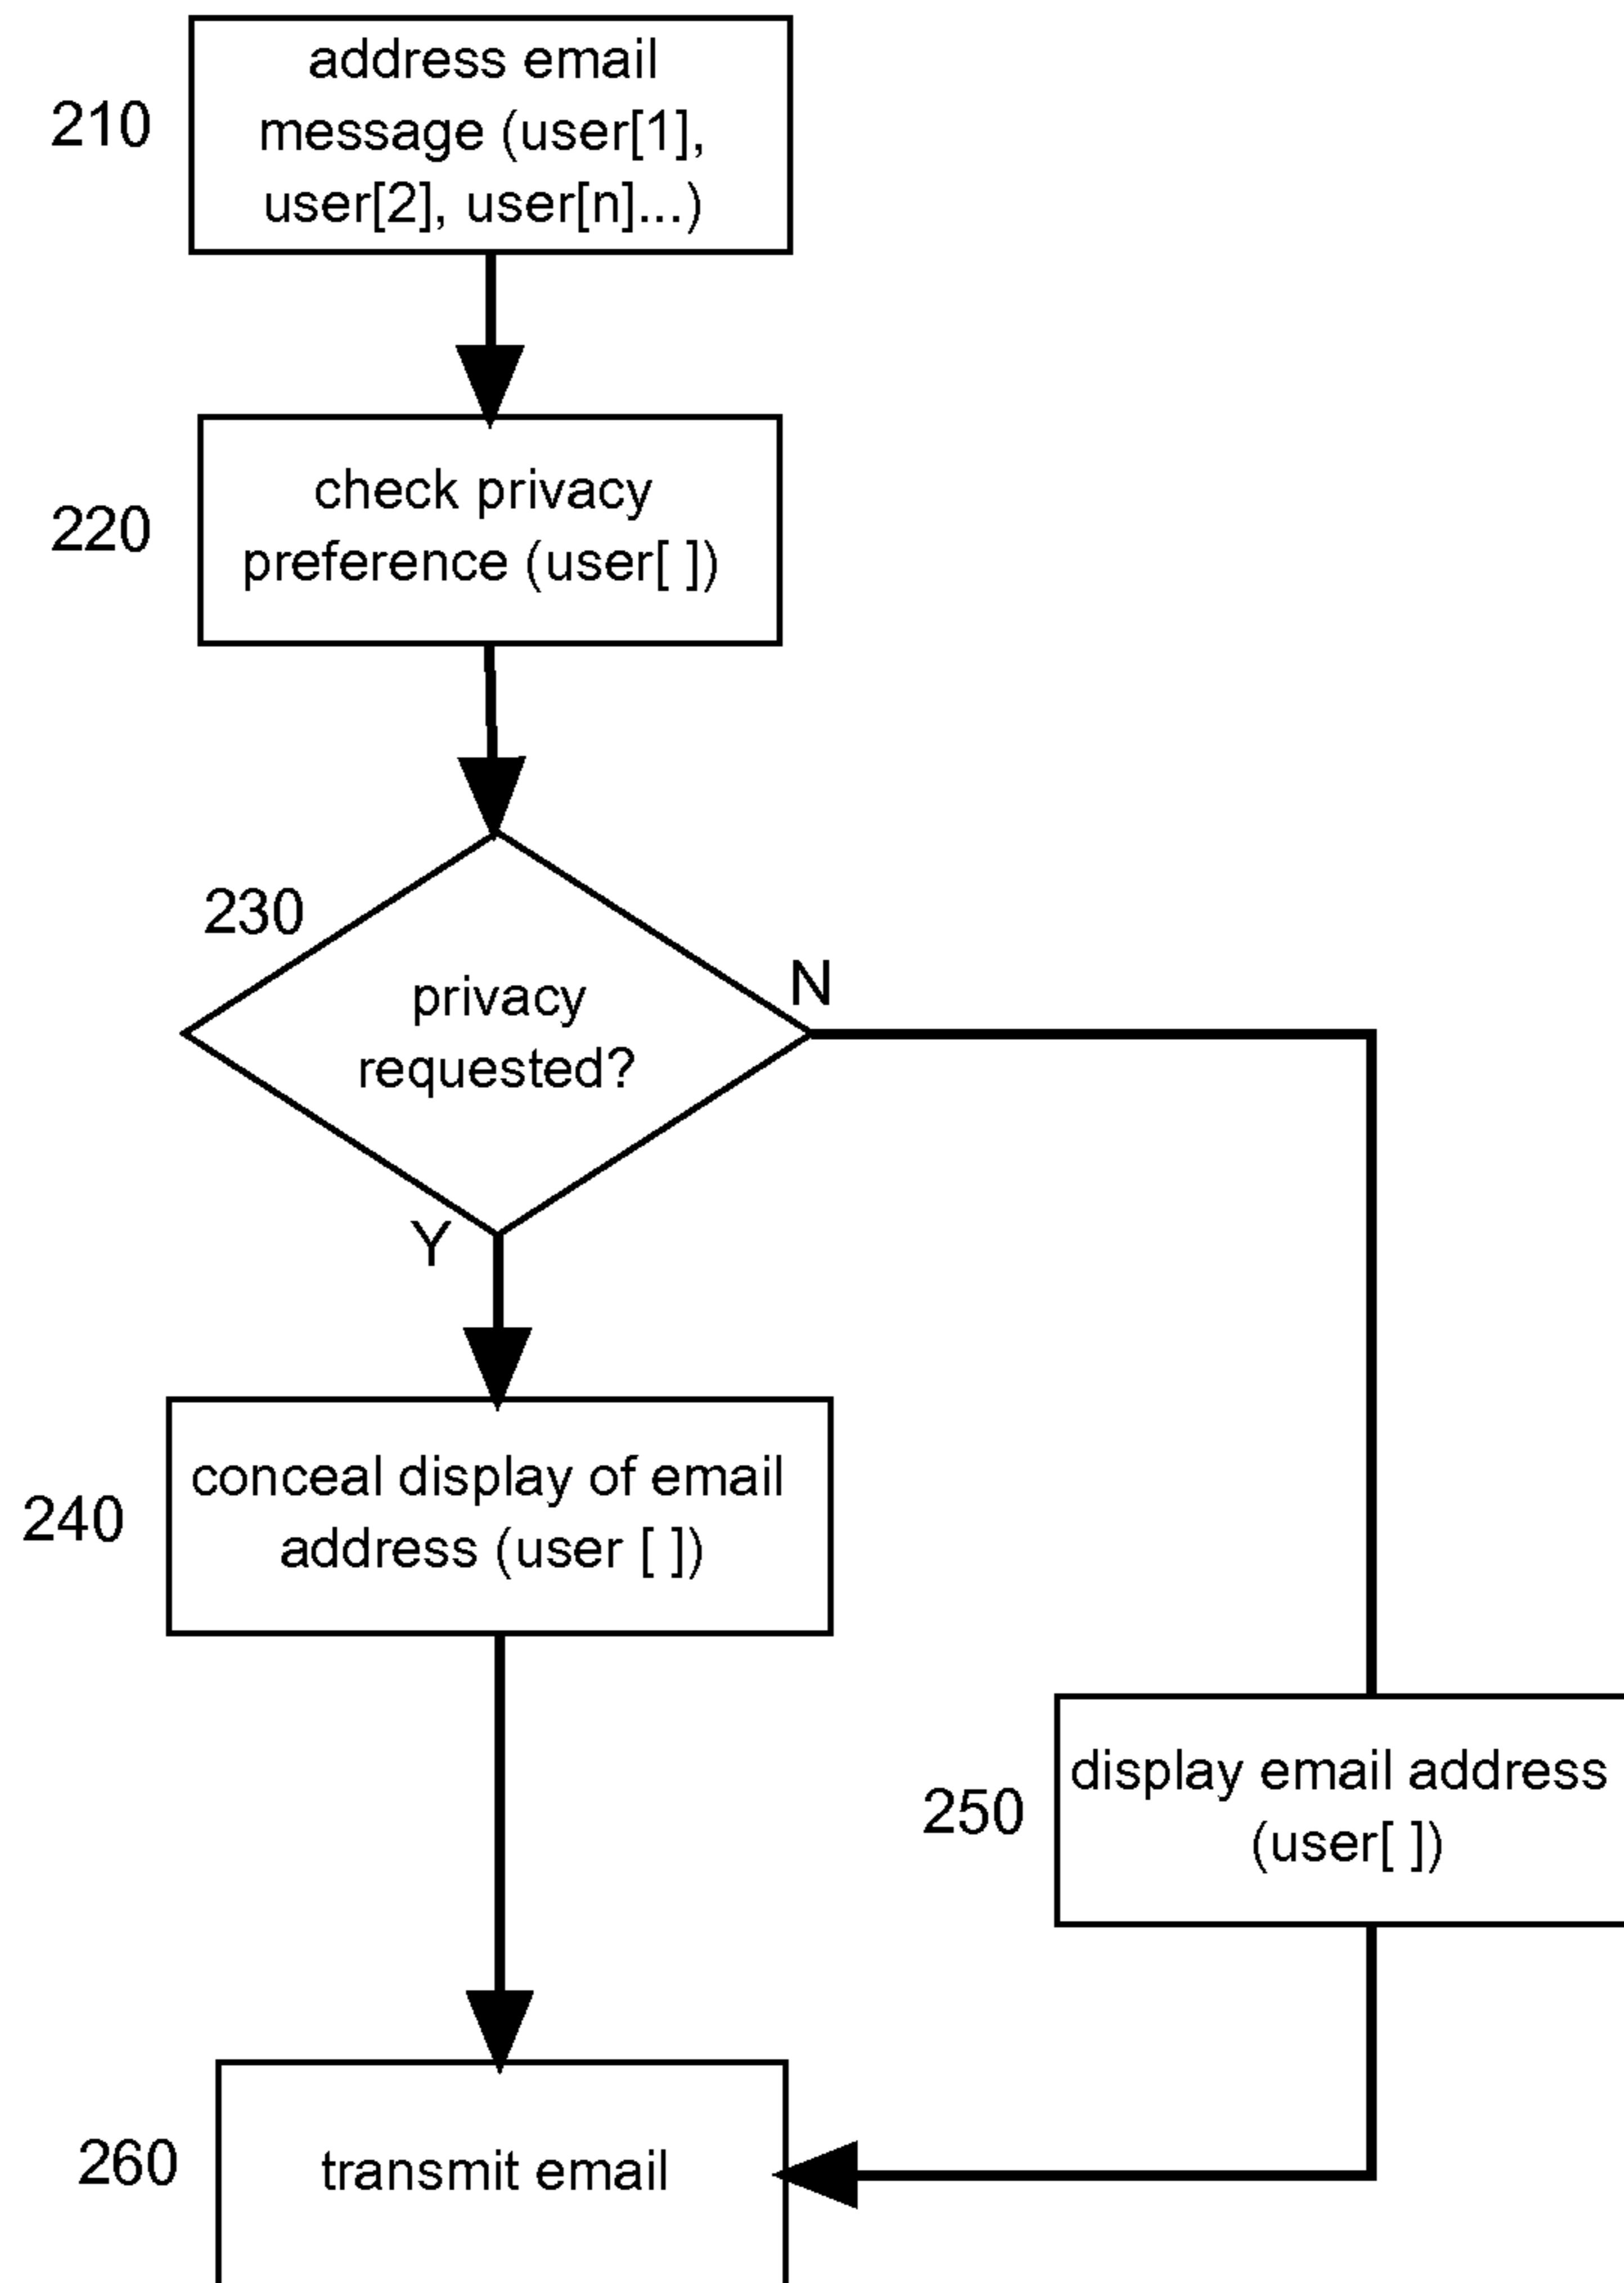 address email
210
message (user[1],
user[2], user[n]...)
check privacy
220
preference (user[ ])
230
N
privacy
requested?
Y
conceal display of email
240
address (user [ ])
display email address
250
(user[ ])
260
transmit email